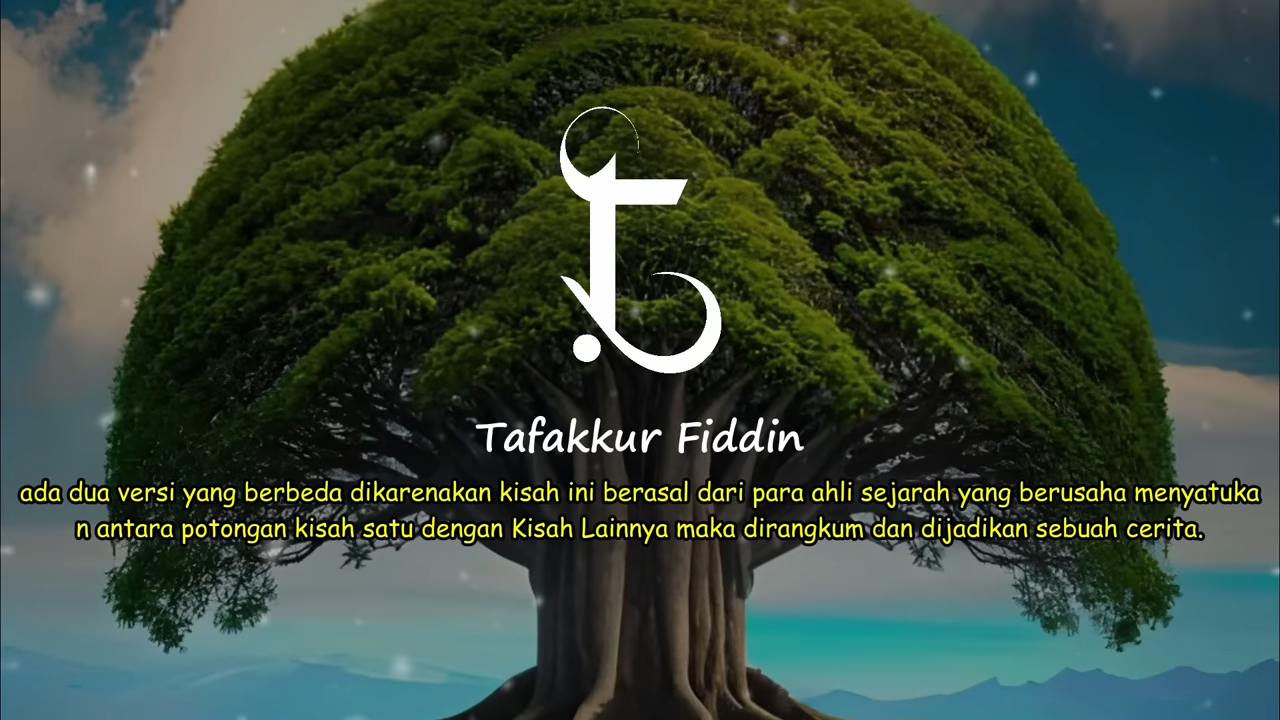 Tafakkur Fiddin
ada dua versi yang berbeda dikarenakan kisah ini berasal dari para ahli sejarah yang berusaha menyatuka
n antara potongan kisah satu dengan Kisah Lainnya maka dirangkum dan dijadikan sebuah cerita.